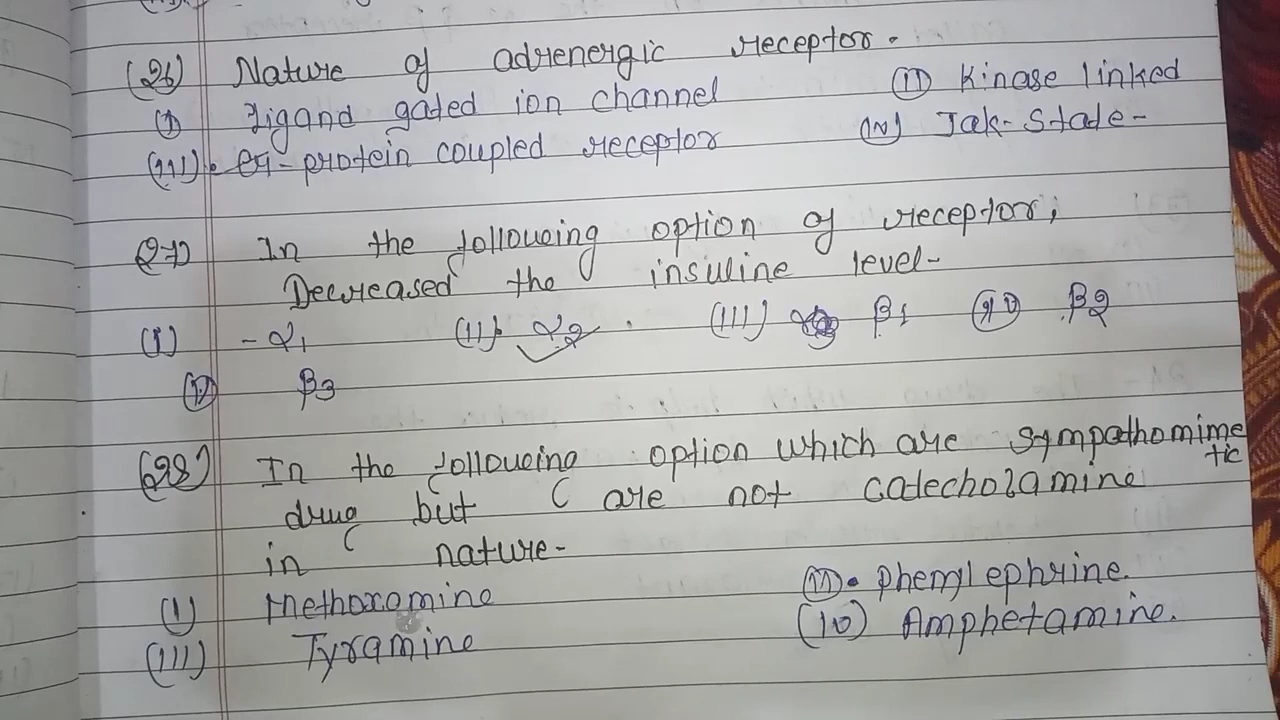 (26) Nature of adrenergic receptor.
(I) Ligand gated ion channel (II) Kinase linked
(III). G-protein coupled receptor (IV) Jak-State-
(27) In the following option of receptor,
Decreased the insuline level-
(I) - α1 (II) α2 . (III) β1 (IV) β2
(V) β3
(28) In the following option which are sympathomime
tic
drug but ( are not catecholamine
in nature-
(I) Methoxamine (II). Phenylephrine.
(III) Tyramine (IV) Amphetamine.